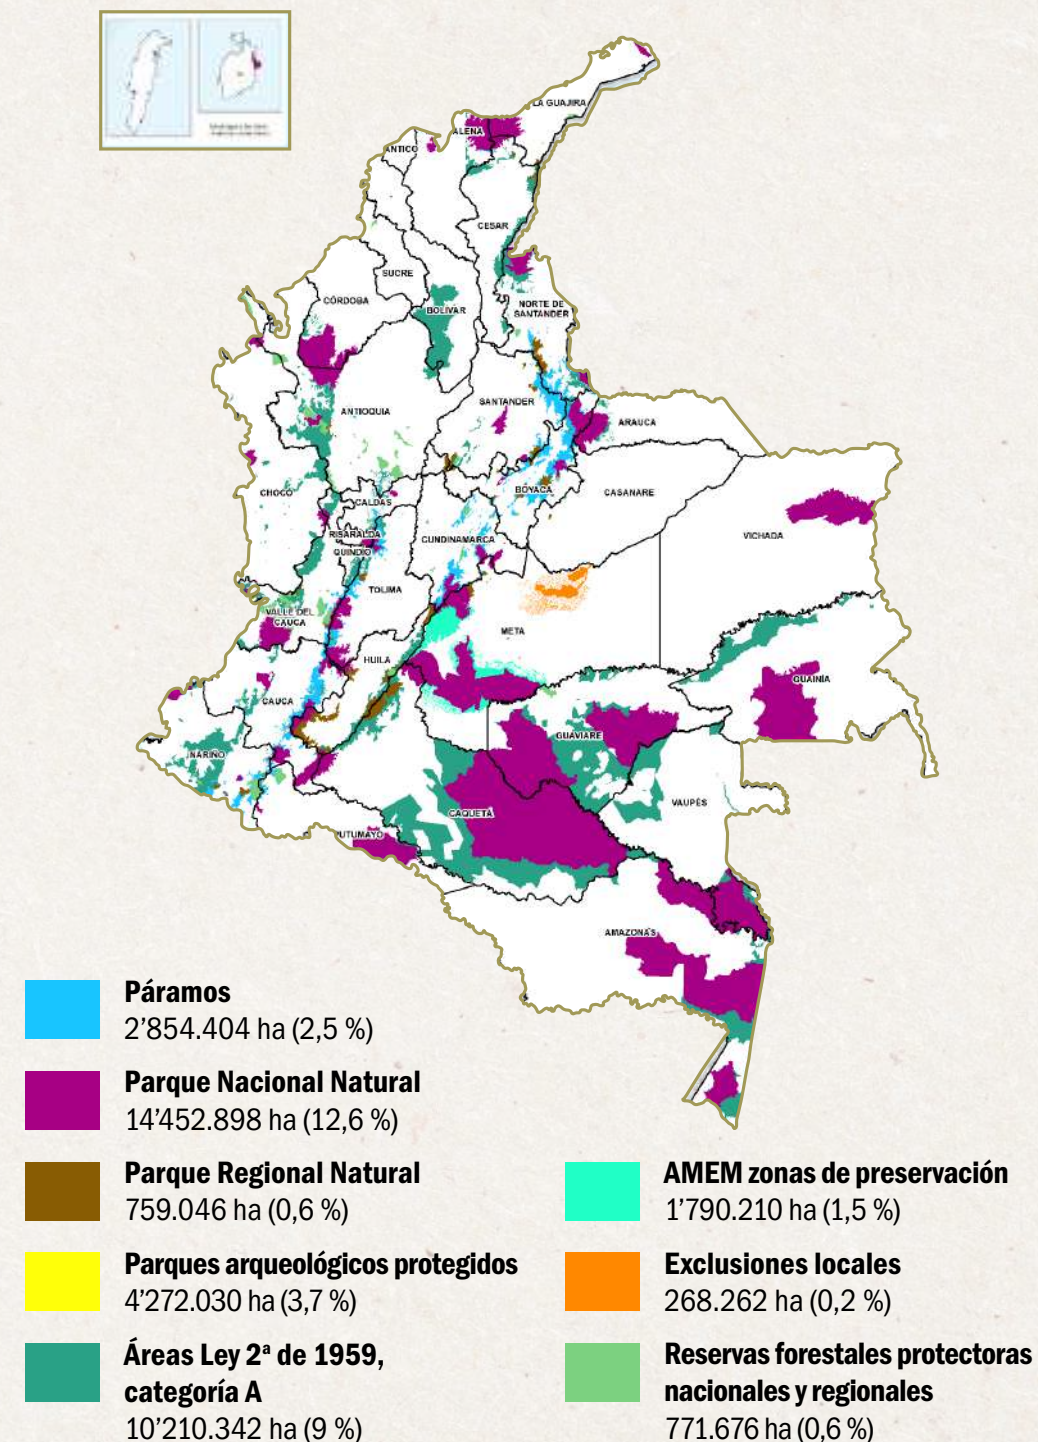 LA GUAJIRA
ALENA
ANTICO
CESAR
SUCRE
CÓRDOBA
BOLÍVAR
NORTE DE
SANTANDER
ANTIOQUIA
SANTANDER
ARAUCA
CHOCÓ
CALDAS
BOYACÁ
CASANARE
RISARALDA
QUINDIO
CUNDINAMARCA
VICHADA
TOLIMA
VALLE DEL
CAUCA
META
HUILA
GUAINÍA
CAUCA
NARIÑO
GUAVIARE
CAQUETÁ
VAUPÉS
UTUMAYO
AMAZONAS
Páramos
2’854.404 ha (2,5 %)
Parque Nacional Natural
14’452.898 ha (12,6 %)
Parque Regional Natural
759.046 ha (0,6 %)
Parques arqueológicos protegidos
4’272.030 ha (3,7 %)
Áreas Ley 2ª de 1959,
categoría A
10’210.342 ha (9 %)
AMEM zonas de preservación
1’790.210 ha (1,5 %)
Exclusiones locales
268.262 ha (0,2 %)
Reservas forestales protectoras
nacionales y regionales
771.676 ha (0,6 %)